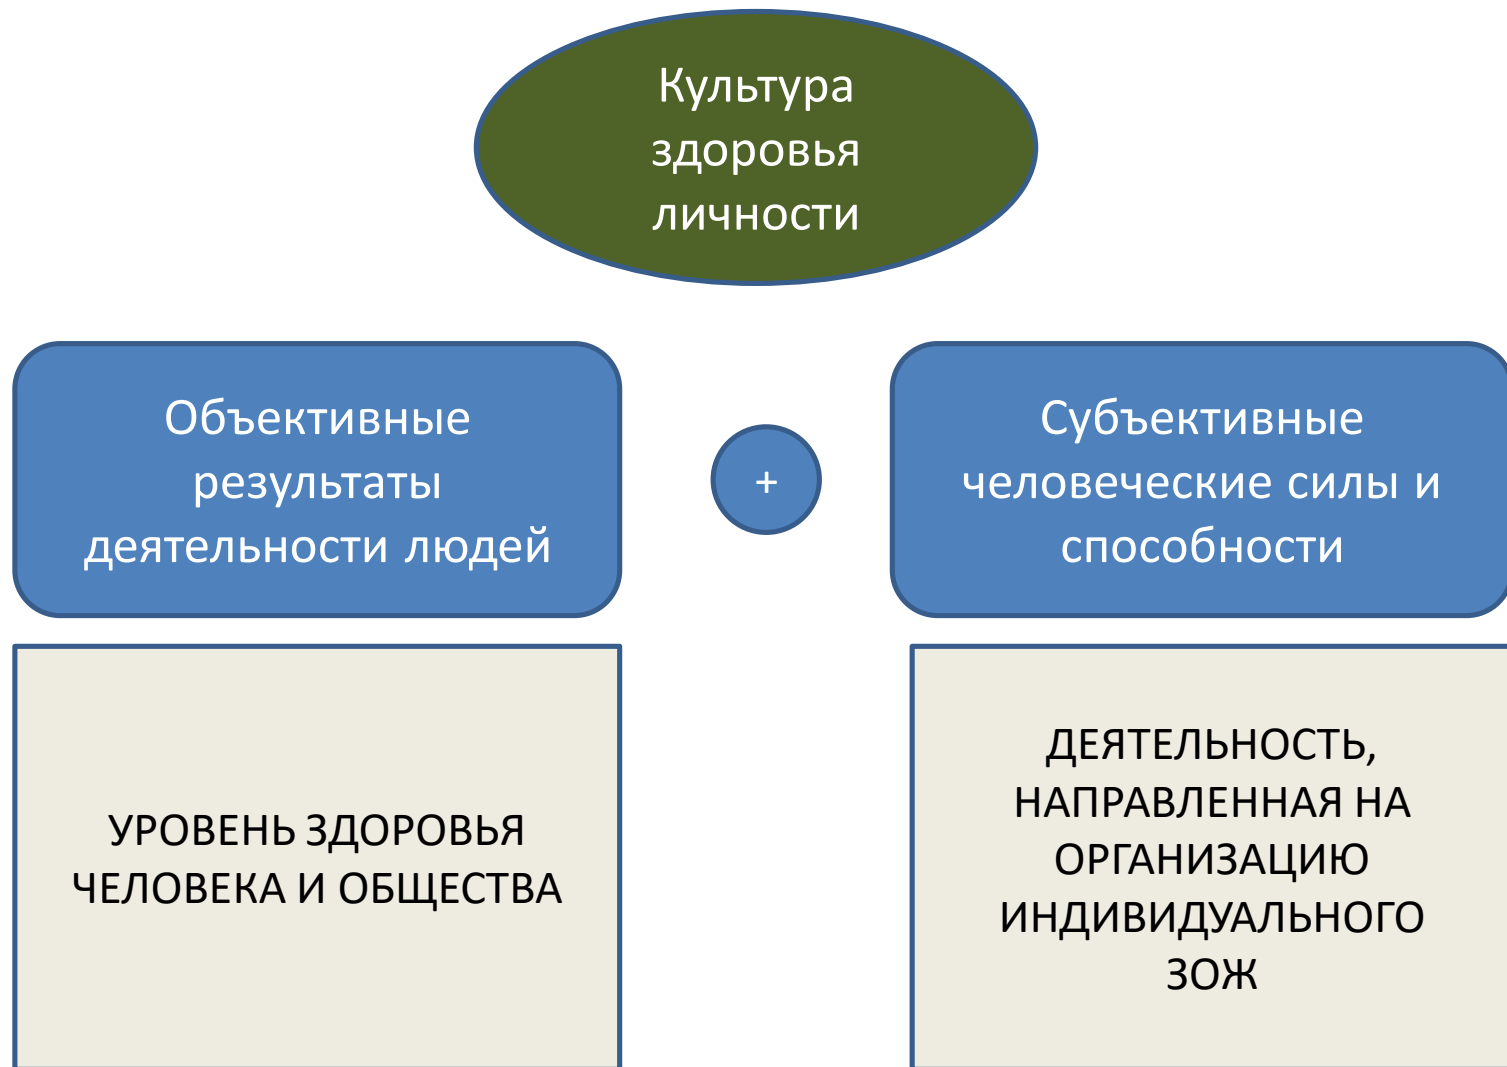 Культура
здоровья
личности
Объективные
результаты
деятельности людей
+
Субъективные
человеческие силы и
способности
УРОВЕНЬ ЗДОРОВЬЯ
ЧЕЛОВЕКА И ОБЩЕСТВА
ДЕЯТЕЛЬНОСТЬ,
НАПРАВЛЕННАЯ НА
ОРГАНИЗАЦИЮ
ИНДИВИДУАЛЬНОГО
ЗОЖ